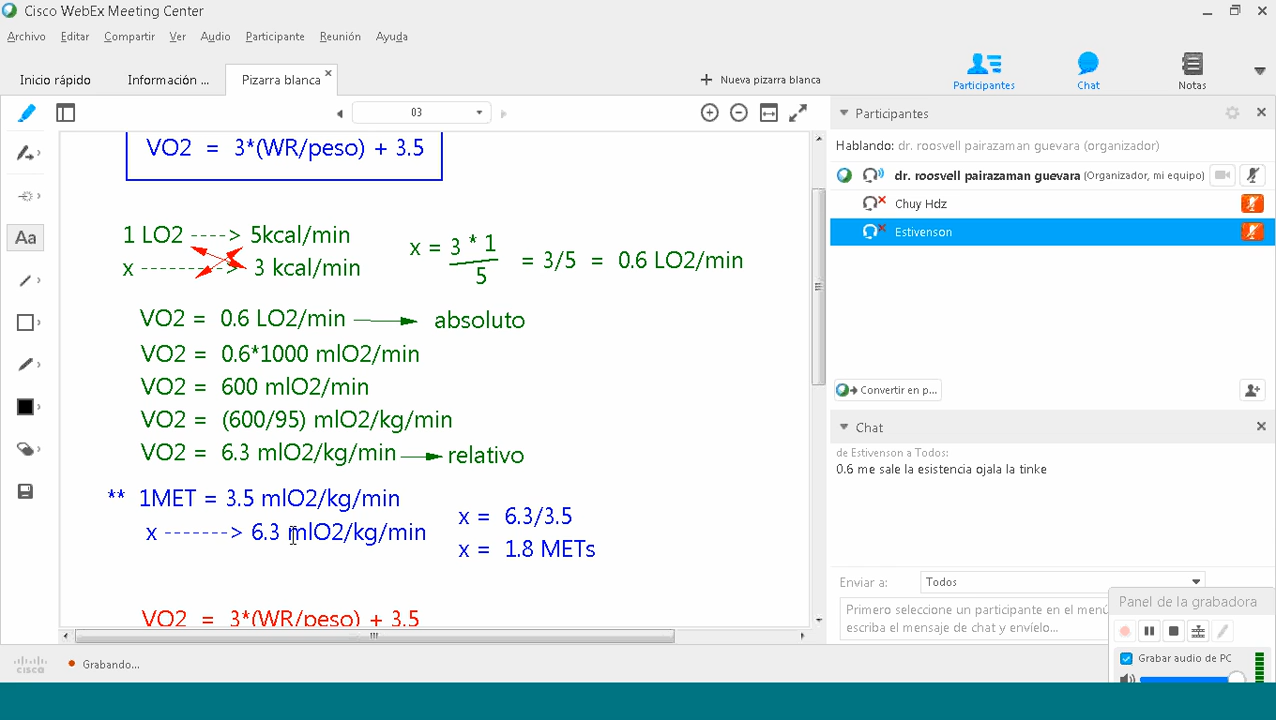 Cisco WebEx Meeting Center
Archivo Editar Compartir Ver Audio Participante Reunión Ayuda
Inicio rápido Información ... Pizarra blanca Nueva pizarra blanca
Participantes Chat Notas
03
VO2 = 3*(WR/peso) + 3.5
1 LO2 ----> 5kcal/min
x ---------> 3 kcal/min
x = 3 * 1
5
= 3/5 = 0.6 LO2/min
VO2 = 0.6 LO2/min absoluto
VO2 = 0.6*1000 mlO2/min
VO2 = 600 mlO2/min
VO2 = (600/95) mlO2/kg/min
VO2 = 6.3 mlO2/kg/min relativo
** 1MET = 3.5 mlO2/kg/min
x -------> 6.3 mlO2/kg/min
x = 6.3/3.5
x = 1.8 METs
VO2 = 3*(WR/peso) + 3.5
Aa
Participantes
Hablando: dr. roosvell pairazaman guevara (organizador)
dr. roosvell pairazaman guevara (Organizador, mi equipo)
Chuy Hdz
Estivenson
Convertir en p...
Chat
de Estivenson a Todos:
0.6 me sale la esistencia ojala la tinke
Enviar a: Todos
Primero seleccione un participante en el menú
escriba el mensaje de chat y envíelo...
Panel de la grabadora
Grabar audio de PC
cisco
Grabando...